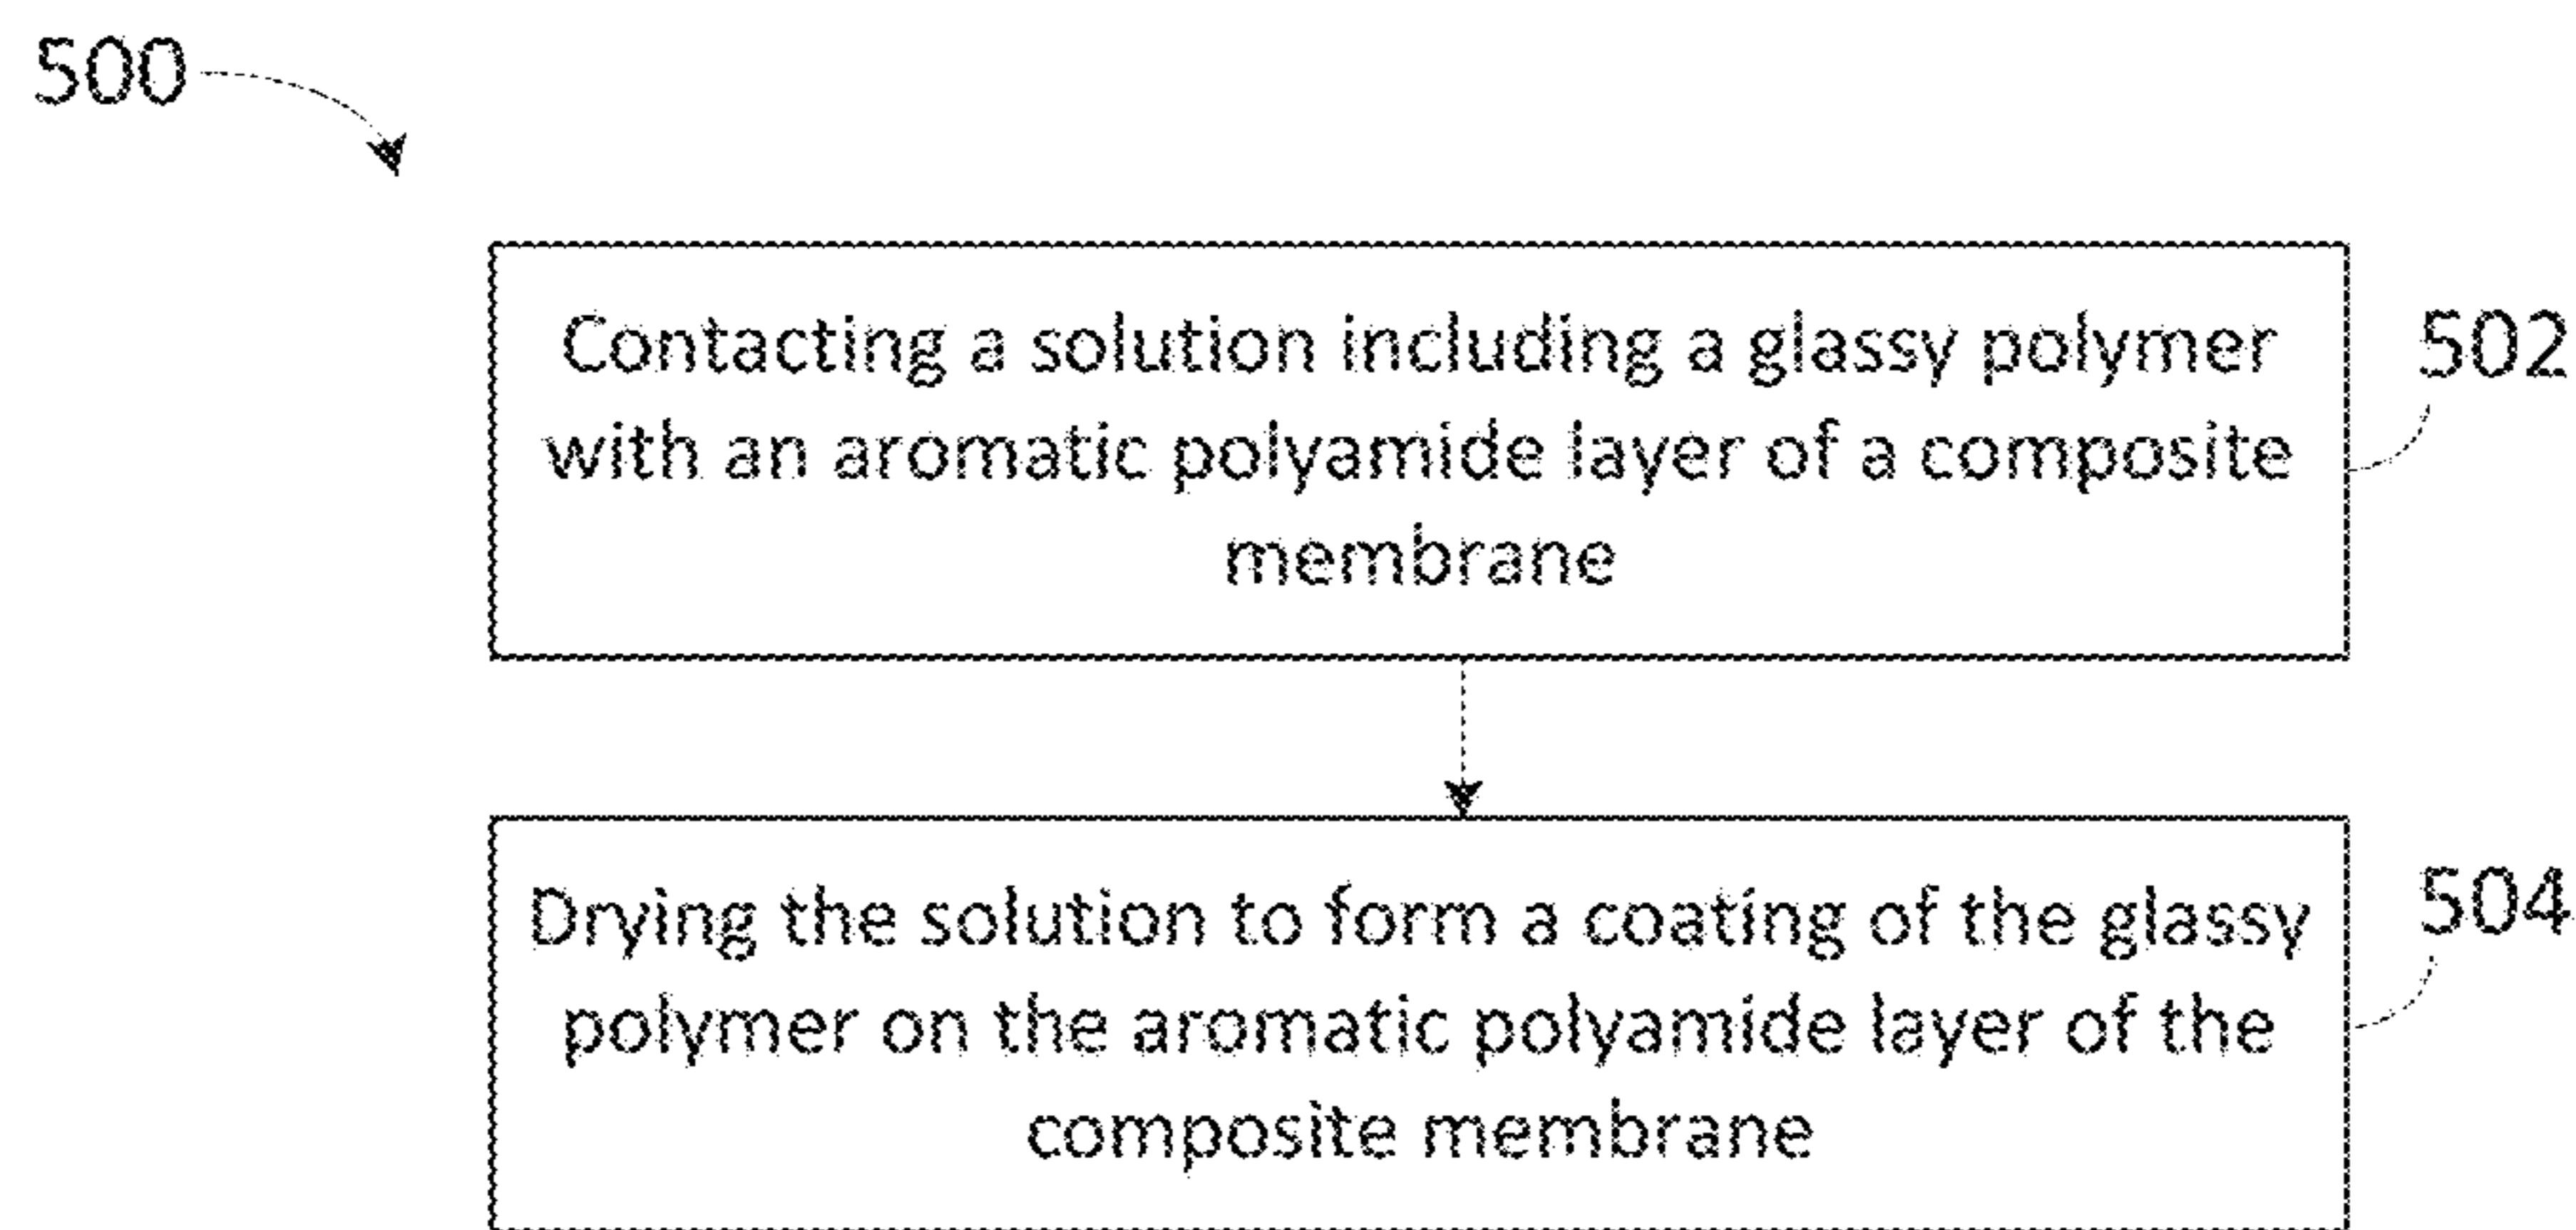 500
Contacting a solution including a glassy polymer
with an aromatic polyamide layer of a composite
membrane
502
Drying the solution to form a coating of the glassy
polymer on the aromatic polyamide layer of the
composite membrane
504